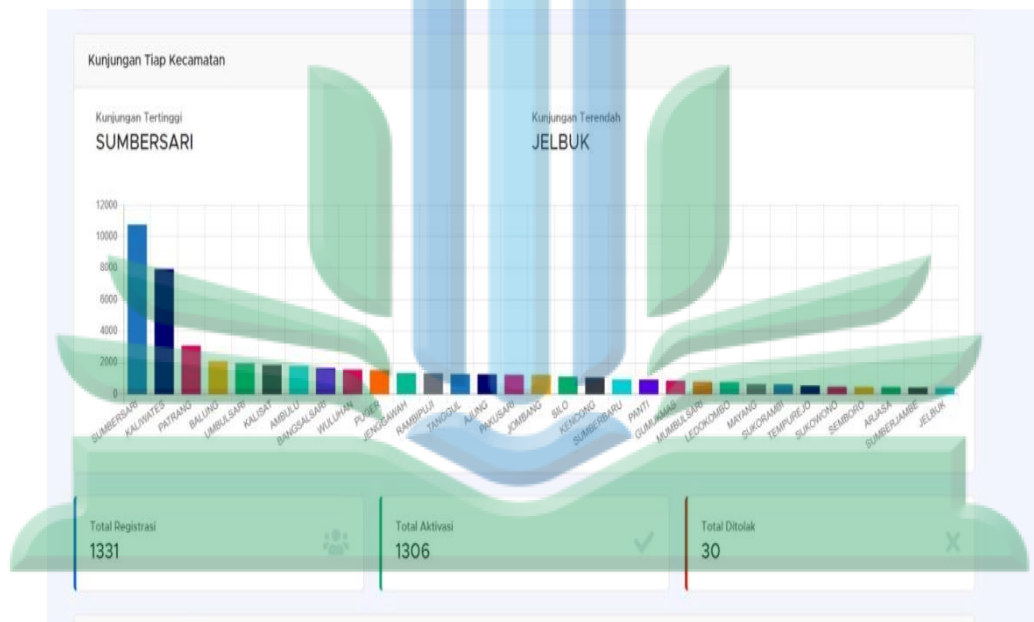 Kunjungan Tiap Kecamatan
Kunjungan Tertinggi
SUMBERSARI
Kunjungan Terendah
JELBUK
12000
10000
8000
6000
4000
2000
0
SUMBERSARI
KALIWATES
PATRANG
BALUNG
UMBULSARI
KALISAT
AMBULU
BANGSALSARI
WULUHAN
PUGER
JENGGAWAH
RAMBIPUJI
TANGGUL
AJUNG
PAKUSARI
JOMBANG
SILO
KENCONG
SUMBERBARU
PANTI
GUMUKMAS
MUMBULSARI
LEDOKOMBO
MAYANG
SUKORAMBI
TEMPUREJO
SUKOWONO
SEMBORO
ARJASA
SUMBERJAMBE
JELBUK
Total Registrasi
1331
Total Aktivasi
1306
Total Ditolak
30